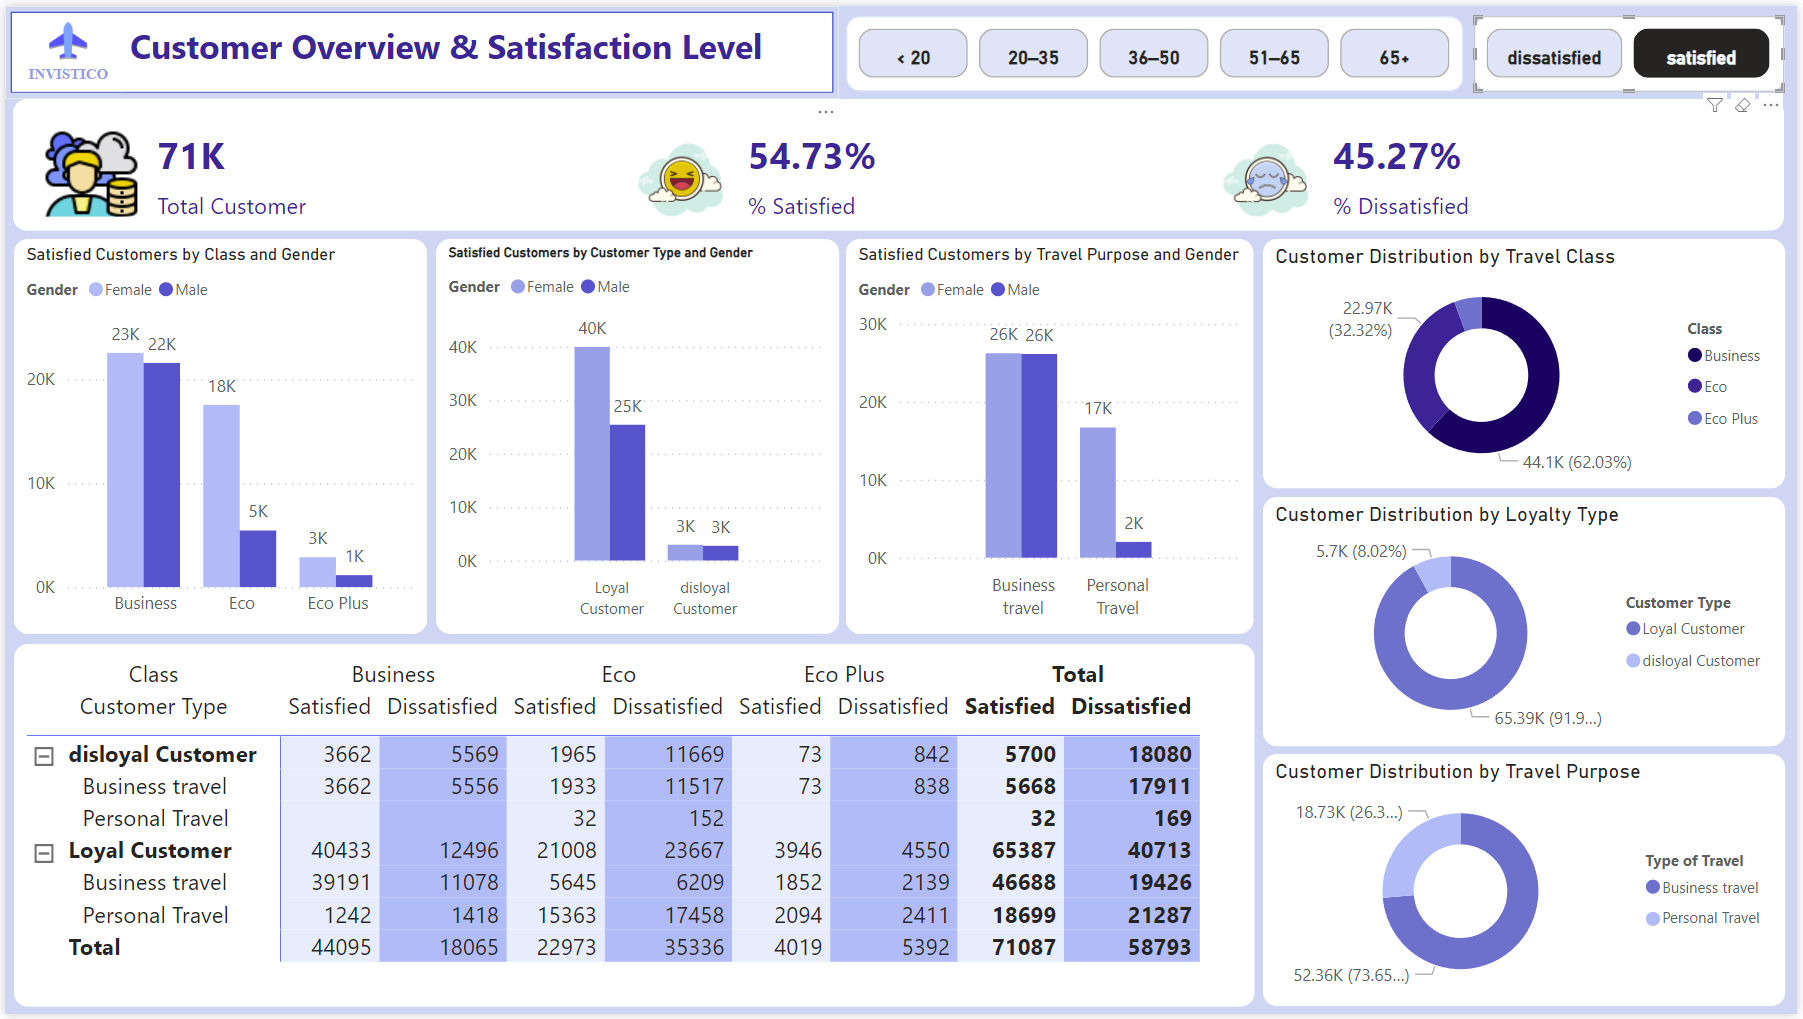 INVISTICO
Customer Overview & Satisfaction Level
< 20
20–35
36–50
51–65
65+
dissatisfied
satisfied
71K
Total Customer
54.73%
% Satisfied
45.27%
% Dissatisfied
Satisfied Customers by Class and Gender
Gender Female Male
20K
10K
0K
23K
22K
18K
5K
3K
1K
Business
Eco
Eco Plus
Satisfied Customers by Customer Type and Gender
Gender Female Male
40K
30K
20K
10K
0K
40K
25K
3K
3K
Loyal
Customer
disloyal
Customer
Satisfied Customers by Travel Purpose and Gender
Gender Female Male
30K
20K
10K
0K
26K
26K
17K
2K
Business
travel
Personal
Travel
Customer Distribution by Travel Class
22.97K
(32.32%)
44.1K (62.03%)
Class
Business
Eco
Eco Plus
Customer Distribution by Loyalty Type
5.7K (8.02%)
65.39K (91.9...)
Customer Type
Loyal Customer
disloyal Customer
Customer Distribution by Travel Purpose
18.73K (26.3...)
52.36K (73.65...)
Type of Travel
Business travel
Personal Travel
Class Business Eco Eco Plus Total
Customer Type Satisfied Dissatisfied Satisfied Dissatisfied Satisfied Dissatisfied Satisfied Dissatisfied
disloyal Customer 3662 5569 1965 11669 73 842 5700 18080
Business travel 3662 5556 1933 11517 73 838 5668 17911
Personal Travel 32 152 32 169
Loyal Customer 40433 12496 21008 23667 3946 4550 65387 40713
Business travel 39191 11078 5645 6209 1852 2139 46688 19426
Personal Travel 1242 1418 15363 17458 2094 2411 18699 21287
Total 44095 18065 22973 35336 4019 5392 71087 58793